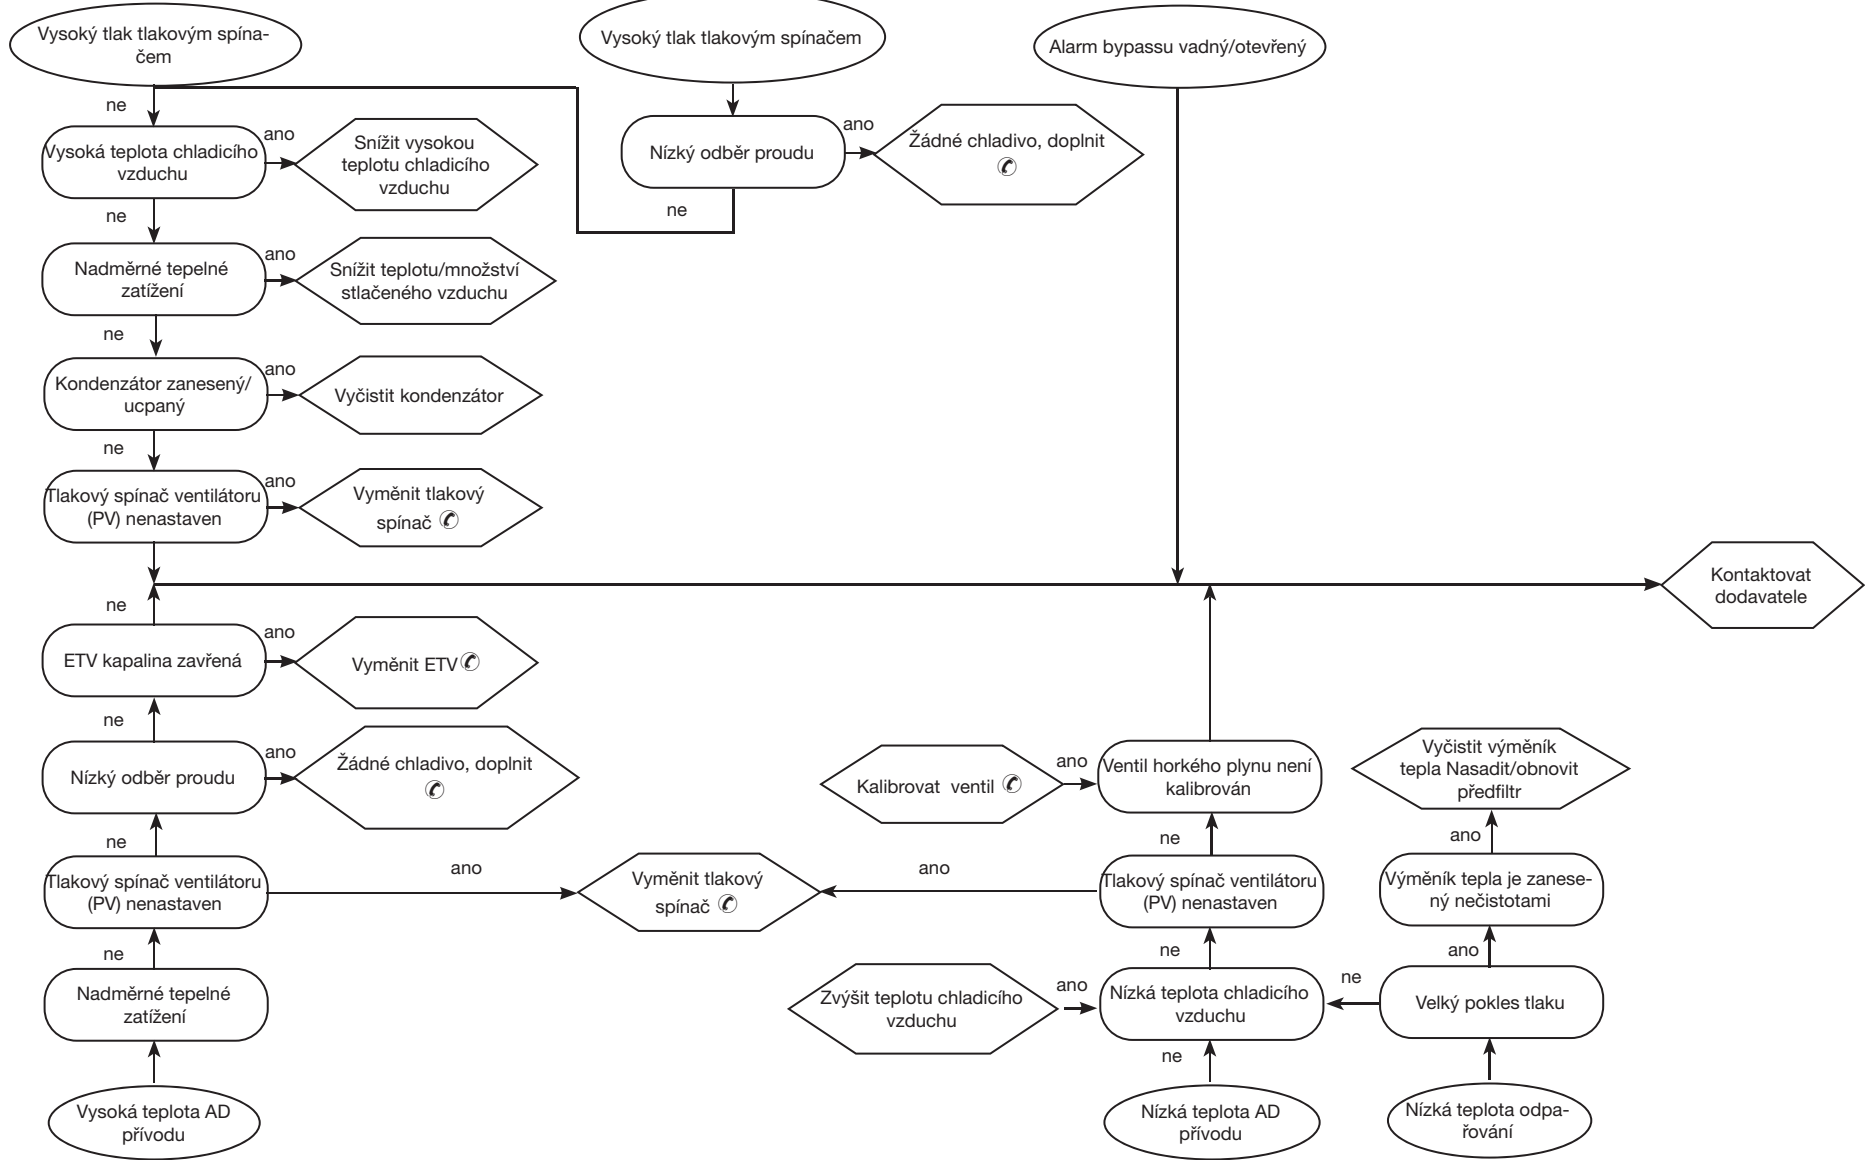 Vysoký tlak tlakovým spína-
čem
Vysoký tlak tlakovým spínačem
Alarm bypassu vadný/otevřený
ne
Vysoká teplota chladicího
vzduchu
ano
Snížit vysokou
teplotu chladicího
vzduchu
Nízký odběr proudu
ano
Žádné chladivo, doplnit
✆
ne
ne
Nadměrné tepelné
zatížení
ano
Snížit teplotu/množství
stlačeného vzduchu
ne
Kondenzátor zanesený/
ucpaný
ano
Vyčistit kondenzátor
ne
Tlakový spínač ventilátoru
(PV) nenastaven
ano
Vyměnit tlakový
spínač ✆
Kontaktovat
dodavatele
ne
ETV kapalina zavřená
ano
Vyměnit ETV ✆
ne
Nízký odběr proudu
ano
Žádné chladivo, doplnit
✆
Kalibrovat ventil ✆
ano
Ventil horkého plynu není
kalibrován
Vyčistit výměník
tepla Nasadit/obnovit
předfiltr
ne
Tlakový spínač ventilátoru
(PV) nenastaven
ano
Vyměnit tlakový
spínač ✆
ano
ne
Tlakový spínač ventilátoru
(PV) nenastaven
ano
Výměník tepla je zanese-
ný nečistotami
ne
Nadměrné tepelné
zatížení
Zvýšit teplotu chladicího
vzduchu
ano
ne
Nízká teplota chladicího
vzduchu
ne
ano
Velký pokles tlaku
ne
Vysoká teplota AD
přívodu
Nízká teplota AD
přívodu
Nízká teplota odpa-
řování